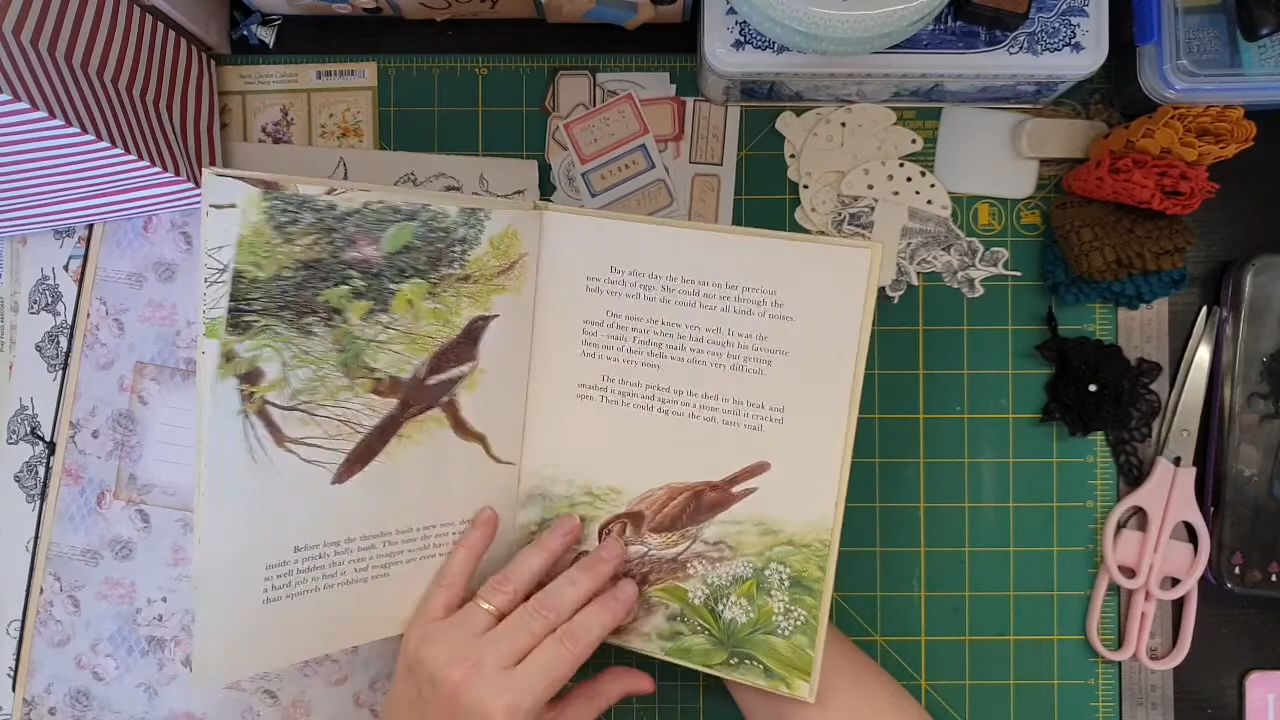 Before long the thrushes built a new nest,
inside a prickly holly bush. This time the nest was
so well hidden that even a magpie would have
a hard job to find it. And magpies are even
than squirrels for robbing nests.
Day after day the hen sat on her precious
new clutch of eggs. She could not see through the
holly very well but she could hear all kinds of noises.
One noise she knew very well. It was the
sound of her mate when he had caught his favourite
food—snails. Finding snails was easy but getting
them out of their shells was often very difficult.
And it was very noisy.
The thrush picked up the shell in his beak and
smashed it again and again on a stone until it cracked
open. Then he could dig out the soft, tasty snail.
10